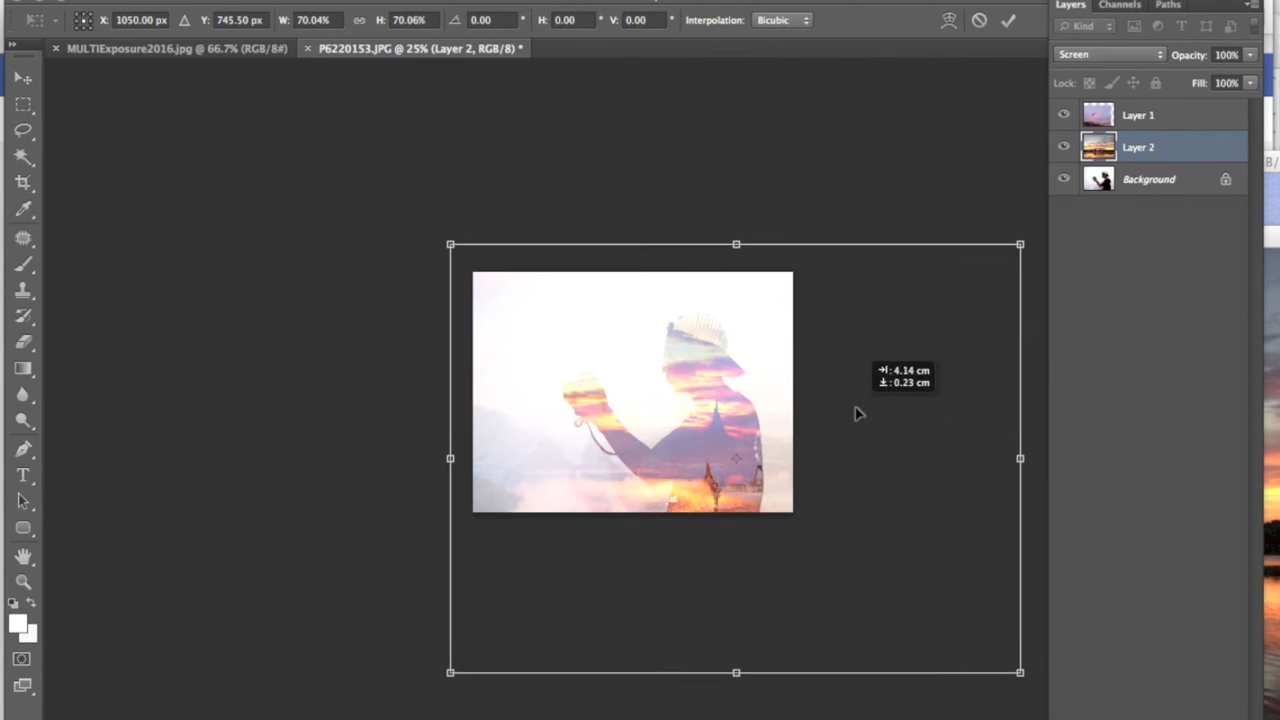 X: 1050.00 px Y: 745.50 px W: 70.04% H: 70.06% 0.00 ° H: 0.00 ° V: 0.00 ° Interpolation: Bicubic
× MULTIExposure2016.jpg @ 66.7% (RGB/8#) × P6220153.JPG @ 25% (Layer 2, RGB/8) *
Layers Channels Paths
Kind
Screen Opacity: 100%
Lock: Fill: 100%
Layer 1
Layer 2
Background
: 4.14 cm
: 0.23 cm
T